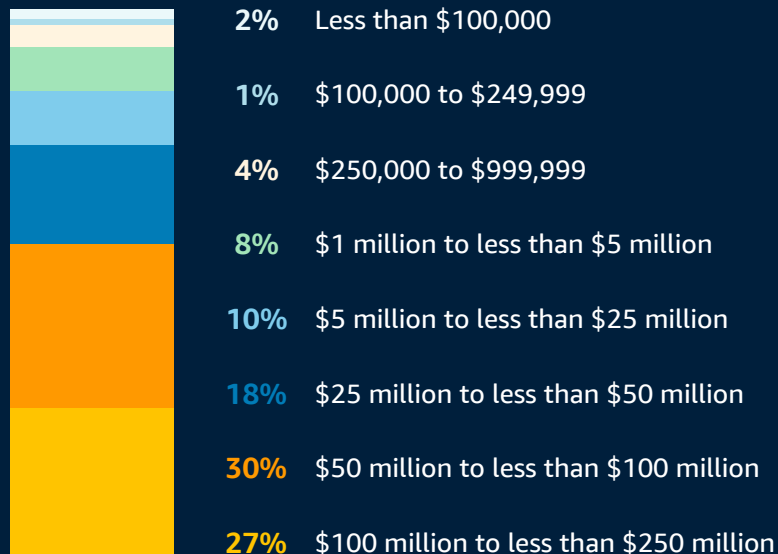 2% Less than $100,000
1% $100,000 to $249,999
4% $250,000 to $999,999
8% $1 million to less than $5 million
10% $5 million to less than $25 million
18% $25 million to less than $50 million
30% $50 million to less than $100 million
27% $100 million to less than $250 million